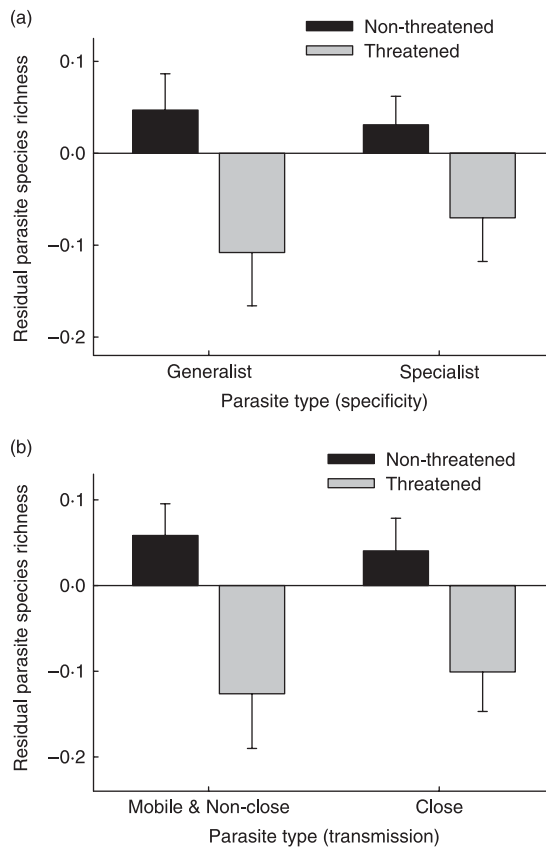 (a)
Non-threatened
Threatened
Residual parasite species richness
0·1
0·0
−0·1
−0·2
Generalist Specialist
Parasite type (specificity)
(b)
Non-threatened
Threatened
Residual parasite species richness
0·1
0·0
−0·1
−0·2
Mobile & Non-close Close
Parasite type (transmission)